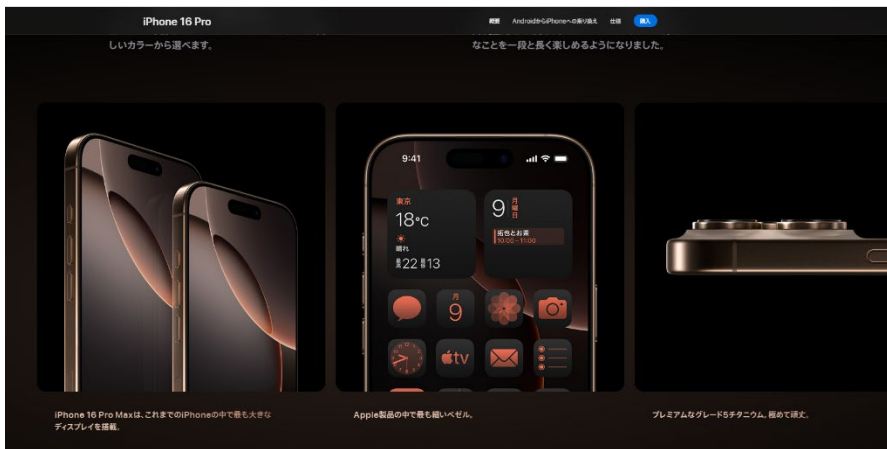 iPhone 16 Pro
概要 AndroidからiPhoneへの乗り換え 仕様 購入
しいカラーから選べます。
なことを一段と長く楽しめるようになりました。
9:41
東京
18°C
晴れ
最高22 最低13
9 月曜日
拓也とお茶
10:00–11:00
月
9
tv
iPhone 16 Pro Maxは、これまでのiPhoneの中で最も大きな
ディスプレイを搭載。
Apple製品の中で最も細いベゼル。
プレミアムなグレード5チタニウム。極めて頑丈。